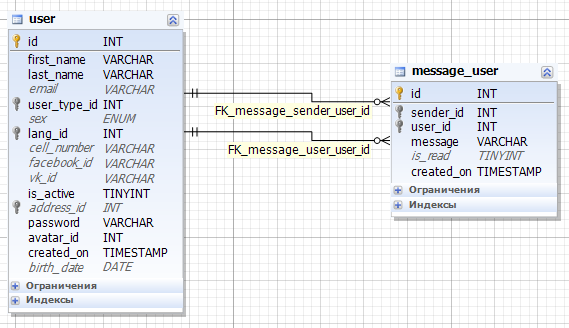 user
id INT
first_name VARCHAR
last_name VARCHAR
email VARCHAR
user_type_id INT
sex ENUM
lang_id INT
cell_number VARCHAR
facebook_id VARCHAR
vk_id VARCHAR
is_active TINYINT
address_id INT
password VARCHAR
avatar_id INT
created_on TIMESTAMP
birth_date DATE
Ограничения
Индексы
FK_message_sender_user_id
FK_message_user_user_id
message_user
id INT
sender_id INT
user_id INT
message VARCHAR
is_read TINYINT
created_on TIMESTAMP
Ограничения
Индексы